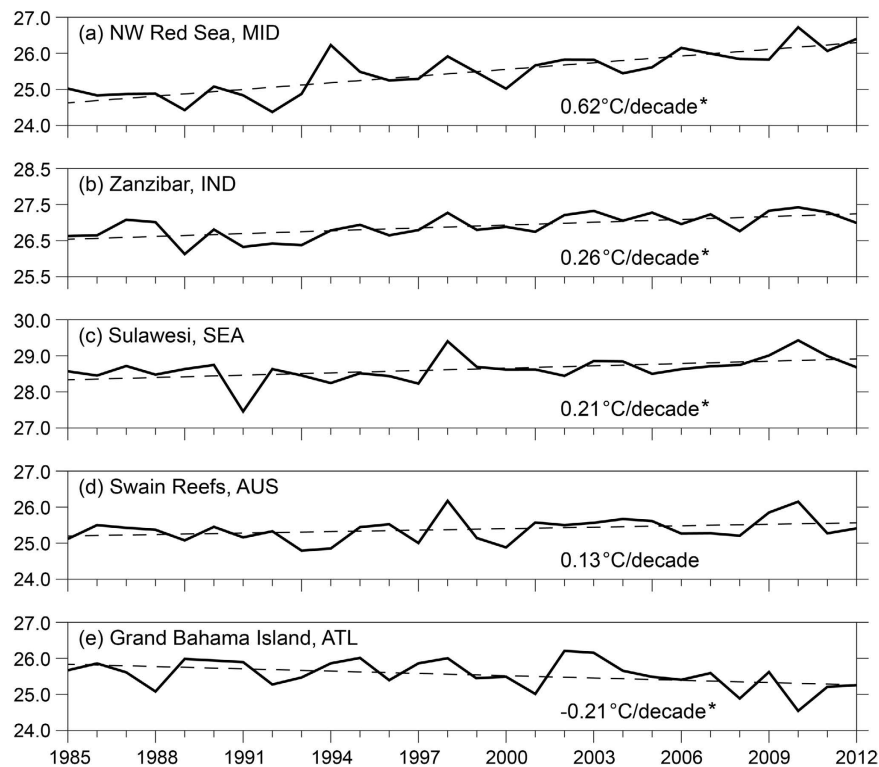 27.0
(a) NW Red Sea, MID
26.0
25.0
0.62°C/decade*
24.0
28.5
(b) Zanzibar, IND
27.5
26.5
0.26°C/decade*
25.5
30.0
(c) Sulawesi, SEA
29.0
28.0
0.21°C/decade*
27.0
27.0
(d) Swain Reefs, AUS
26.0
25.0
0.13°C/decade
24.0
27.0
(e) Grand Bahama Island, ATL
26.0
25.0
-0.21°C/decade*
24.0
1985 1988 1991 1994 1997 2000 2003 2006 2009 2012